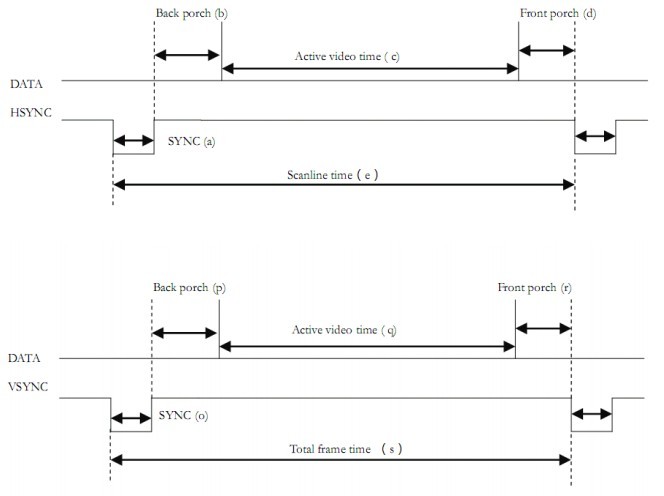 Back porch (b)
Front porch (d)
Active video time ( c)
DATA
HSYNC
SYNC (a)
Scanline time ( e )
Back porch (p)
Front porch (r)
Active video time ( q)
DATA
VSYNC
SYNC (o)
Total frame time ( s )